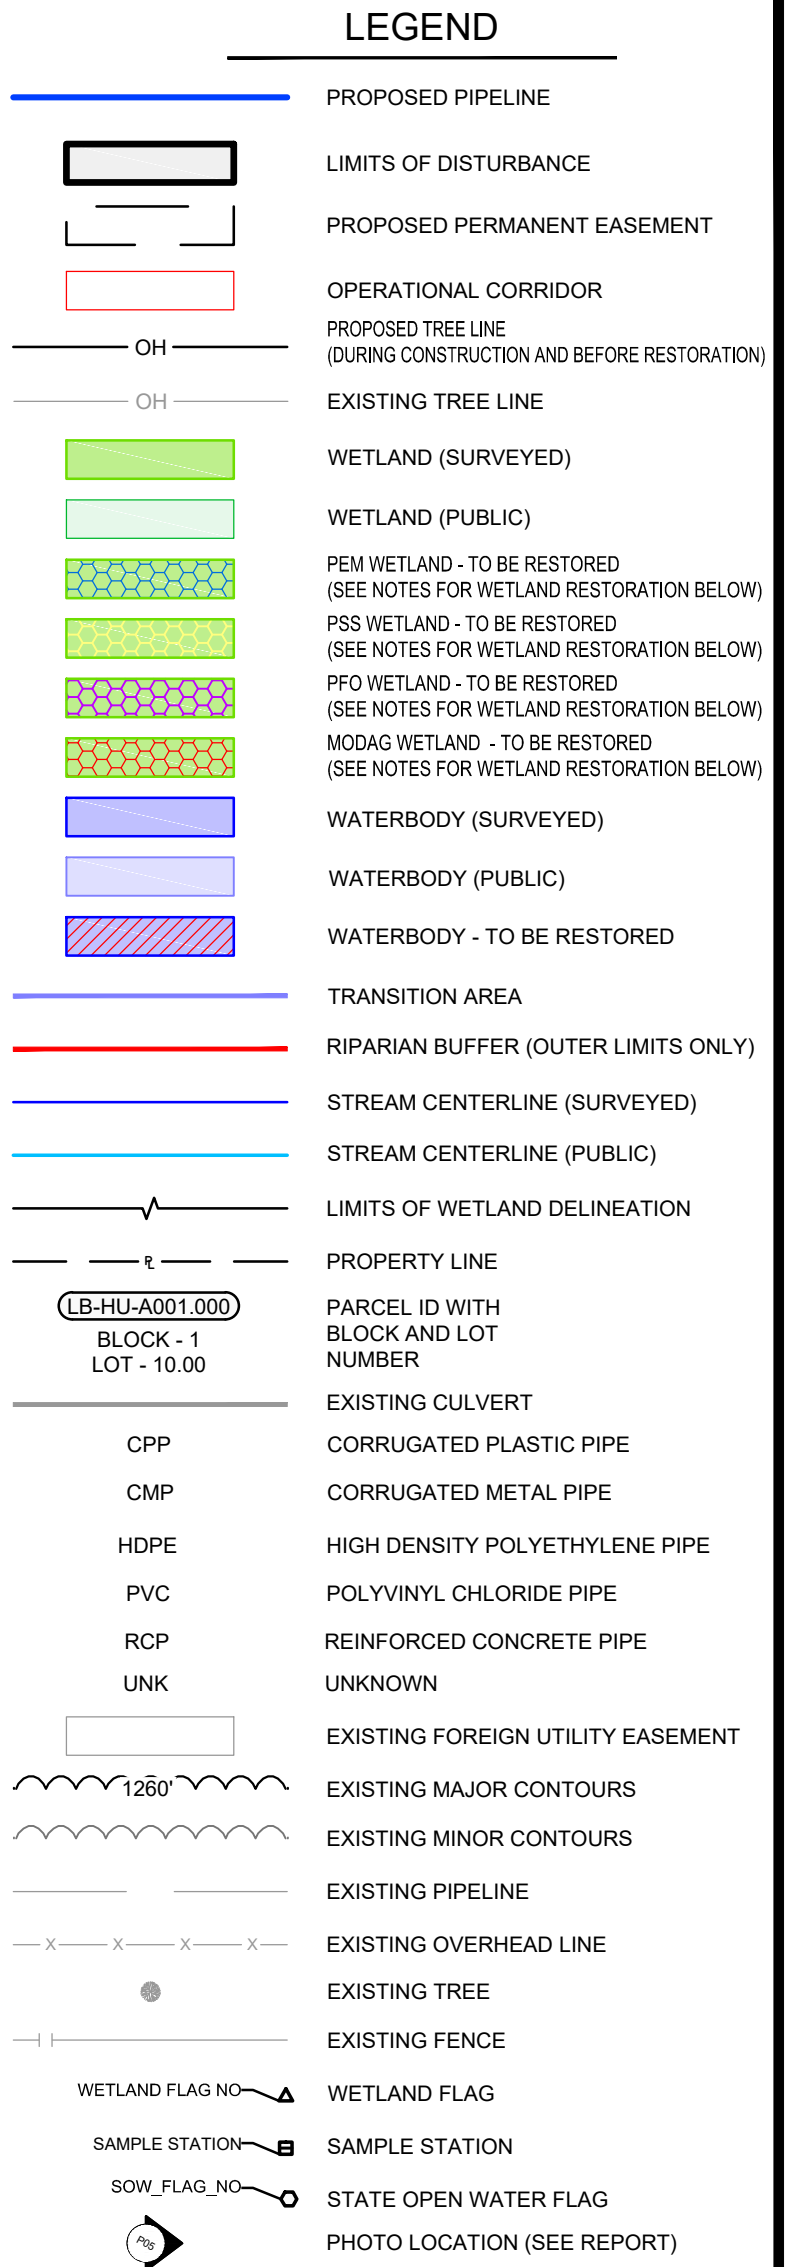 LEGEND
PROPOSED PIPELINE
LIMITS OF DISTURBANCE
PROPOSED PERMANENT EASEMENT
OPERATIONAL CORRIDOR
OH PROPOSED TREE LINE
(DURING CONSTRUCTION AND BEFORE RESTORATION)
OH EXISTING TREE LINE
WETLAND (SURVEYED)
WETLAND (PUBLIC)
PEM WETLAND - TO BE RESTORED
(SEE NOTES FOR WETLAND RESTORATION BELOW)
PSS WETLAND - TO BE RESTORED
(SEE NOTES FOR WETLAND RESTORATION BELOW)
PFO WETLAND - TO BE RESTORED
(SEE NOTES FOR WETLAND RESTORATION BELOW)
MODAG WETLAND - TO BE RESTORED
(SEE NOTES FOR WETLAND RESTORATION BELOW)
WATERBODY (SURVEYED)
WATERBODY (PUBLIC)
WATERBODY - TO BE RESTORED
TRANSITION AREA
RIPARIAN BUFFER (OUTER LIMITS ONLY)
STREAM CENTERLINE (SURVEYED)
STREAM CENTERLINE (PUBLIC)
LIMITS OF WETLAND DELINEATION
℄ PROPERTY LINE
LB-HU-A001.000
BLOCK - 1
LOT - 10.00
PARCEL ID WITH
BLOCK AND LOT
NUMBER
EXISTING CULVERT
CPP CORRUGATED PLASTIC PIPE
CMP CORRUGATED METAL PIPE
HDPE HIGH DENSITY POLYETHYLENE PIPE
PVC POLYVINYL CHLORIDE PIPE
RCP REINFORCED CONCRETE PIPE
UNK UNKNOWN
EXISTING FOREIGN UTILITY EASEMENT
1260' EXISTING MAJOR CONTOURS
EXISTING MINOR CONTOURS
EXISTING PIPELINE
X X X X EXISTING OVERHEAD LINE
EXISTING TREE
EXISTING FENCE
WETLAND FLAG NO WETLAND FLAG
SAMPLE STATION SAMPLE STATION
SOW_FLAG_NO STATE OPEN WATER FLAG
P05 PHOTO LOCATION (SEE REPORT)